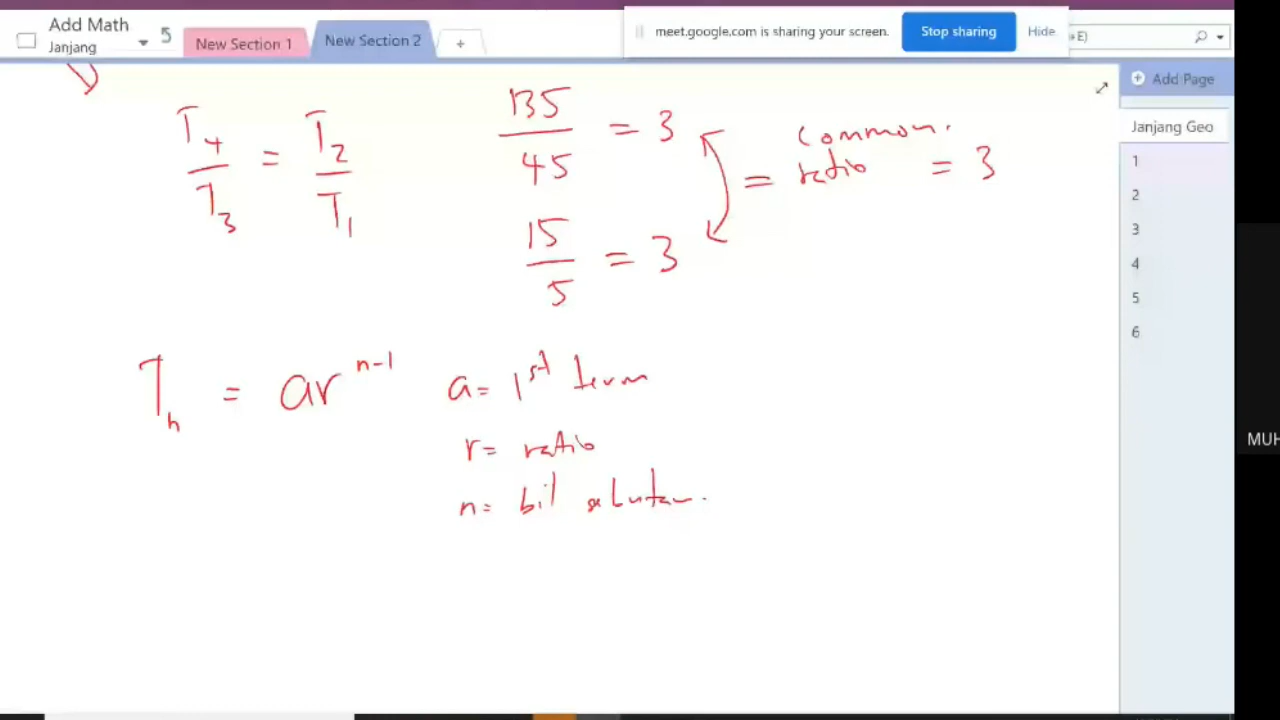 Add Math
Janjang
5
New Section 1
New Section 2
+
meet.google.com is sharing your screen.
Stop sharing
Hide
+E)
Add Page
Janjang Geo
1
2
3
4
5
6
T4/T3 = T2/T1
135/45 = 3
15/5 = 3
= common ratio = 3
Tn = ar^n-1
a = 1st term
r = ratio
n = bil sebutan.
MUH